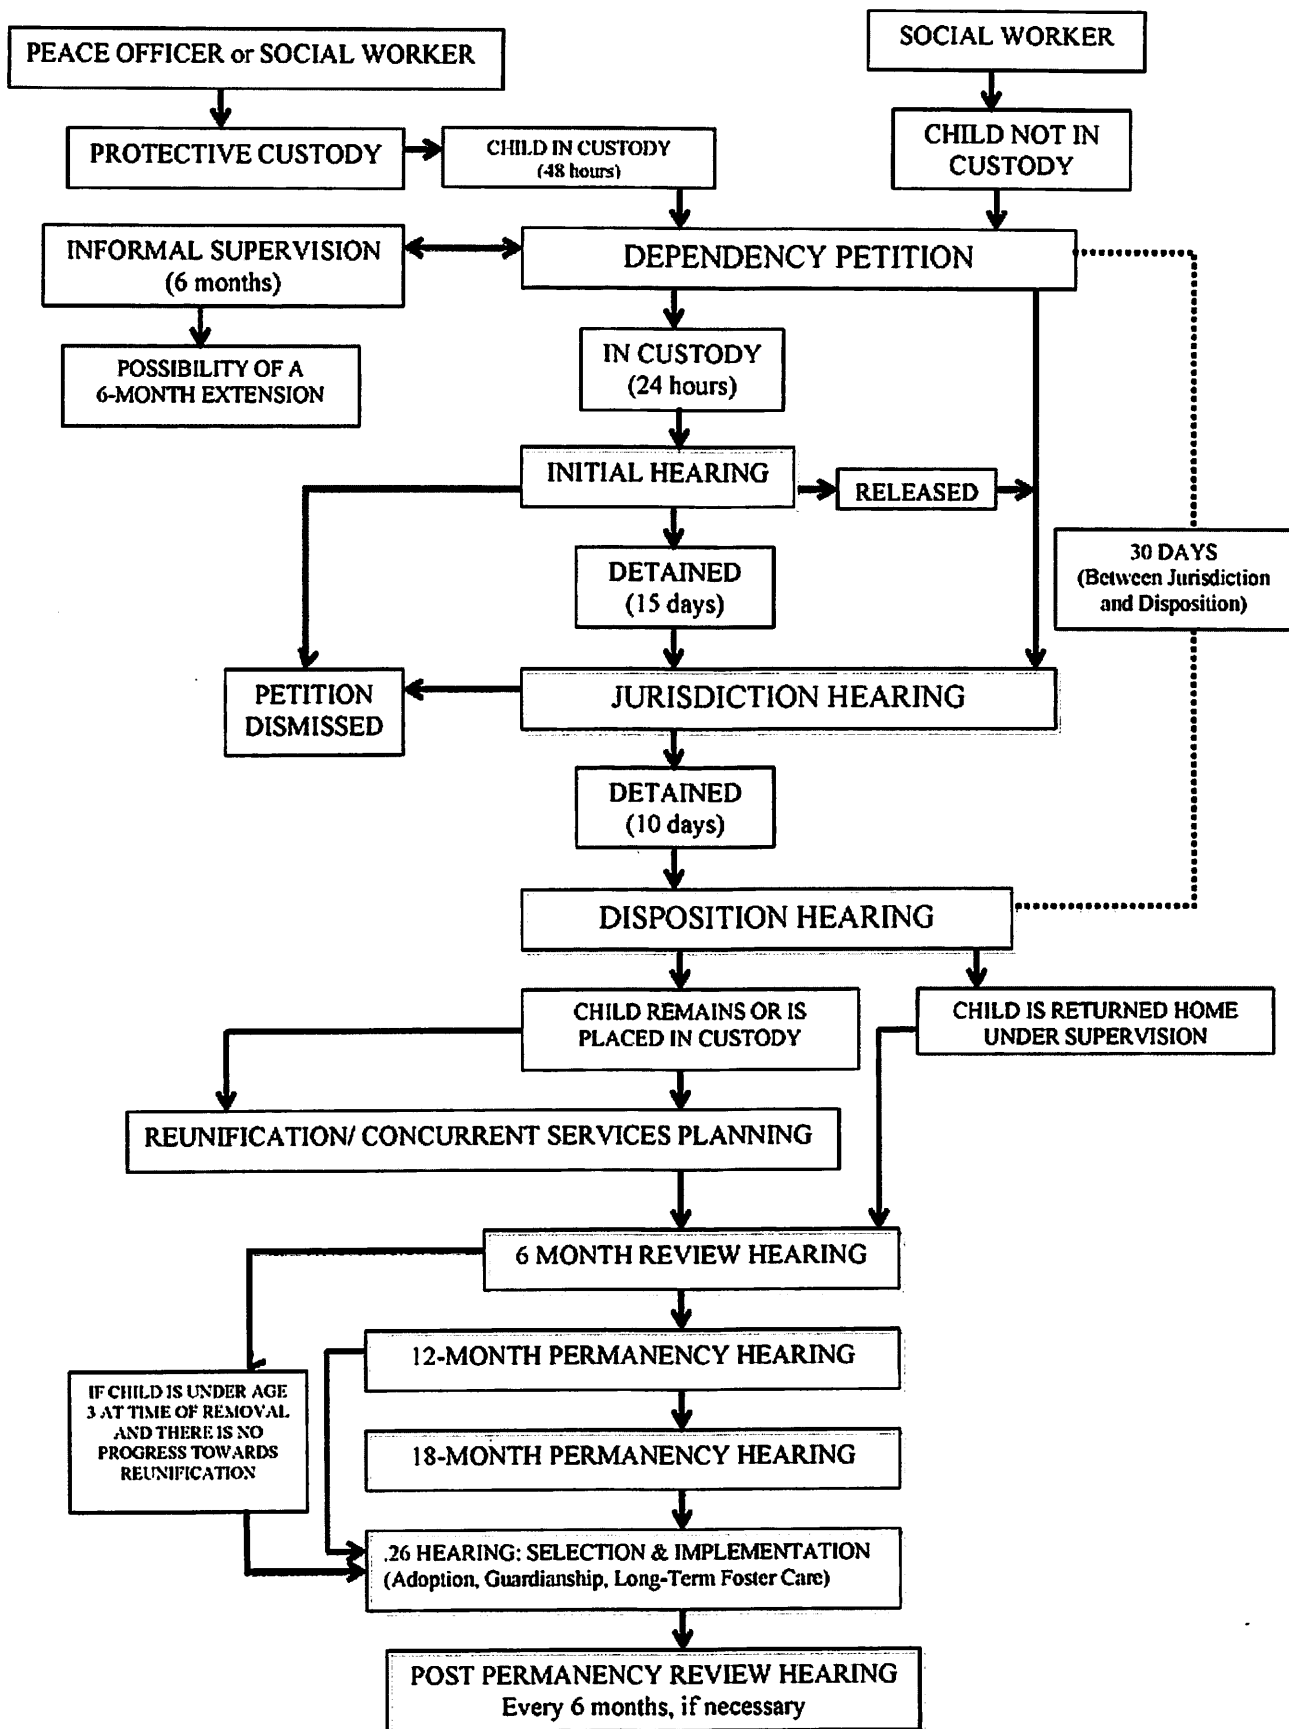 PEACE OFFICER or SOCIAL WORKER
SOCIAL WORKER
PROTECTIVE CUSTODY
CHILD IN CUSTODY
(48 hours)
CHILD NOT IN
CUSTODY
INFORMAL SUPERVISION
(6 months)
DEPENDENCY PETITION
POSSIBILITY OF A
6-MONTH EXTENSION
IN CUSTODY
(24 hours)
INITIAL HEARING
RELEASED
DETAINED
(15 days)
30 DAYS
(Between Jurisdiction
and Disposition)
PETITION
DISMISSED
JURISDICTION HEARING
DETAINED
(10 days)
DISPOSITION HEARING
CHILD REMAINS OR IS
PLACED IN CUSTODY
CHILD IS RETURNED HOME
UNDER SUPERVISION
REUNIFICATION/ CONCURRENT SERVICES PLANNING
6 MONTH REVIEW HEARING
12-MONTH PERMANENCY HEARING
IF CHILD IS UNDER AGE
3 AT TIME OF REMOVAL
AND THERE IS NO
PROGRESS TOWARDS
REUNIFICATION
18-MONTH PERMANENCY HEARING
.26 HEARING: SELECTION & IMPLEMENTATION
(Adoption, Guardianship, Long-Term Foster Care)
POST PERMANENCY REVIEW HEARING
Every 6 months, if necessary